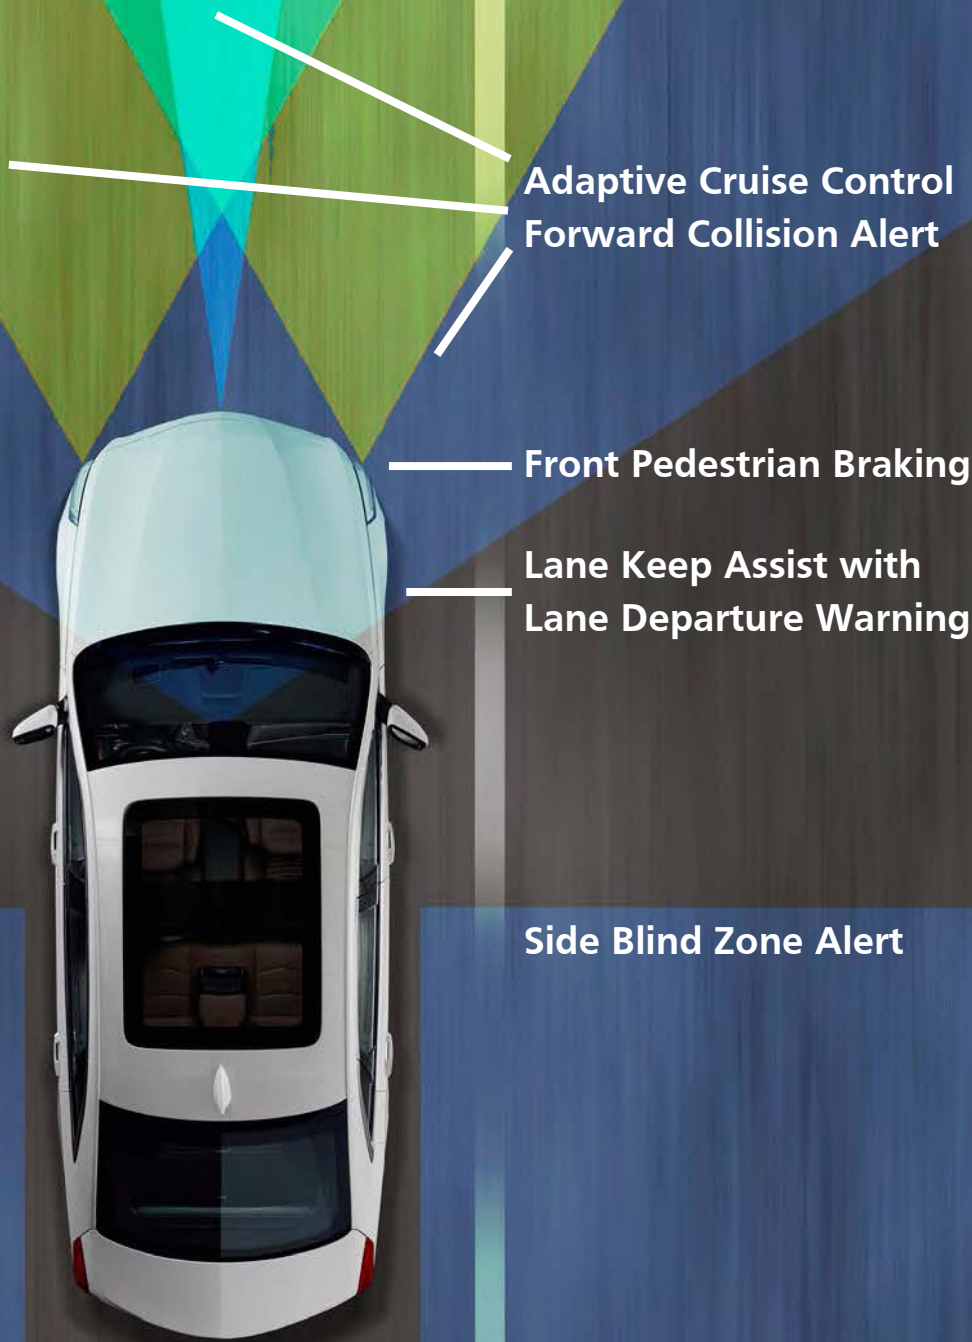 Adaptive Cruise Control
Forward Collision Alert
Front Pedestrian Braking
Lane Keep Assist with
Lane Departure Warning
Side Blind Zone Alert